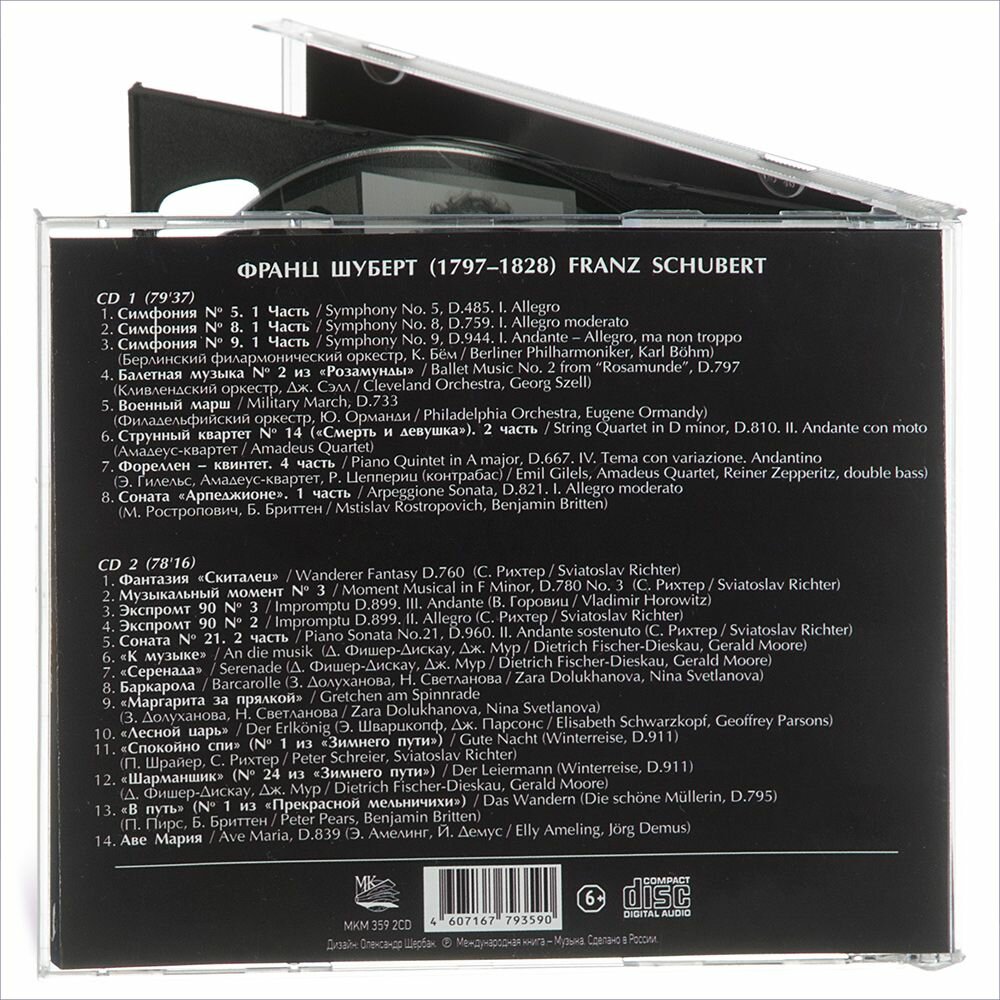 ФРАНЦ ШУБЕРТ (1797–1828) FRANZ SCHUBERT
CD 1 (79'37)
1. Симфония № 5. 1 Часть / Symphony No. 5, D.485. I. Allegro
2. Симфония № 8. 1 Часть / Symphony No. 8, D.759. I. Allegro moderato
3. Симфония № 9. 1 Часть / Symphony No. 9, D.944. I. Andante – Allegro, ma non troppo
(Берлинский филармонический оркестр, К. Бём / Berliner Philharmoniker, Karl Böhm)
4. Балетная музыка № 2 из «Розамунды» / Ballet Music No. 2 from "Rosamunde", D.797
(Кливлендский оркестр, Дж. Сэлл / Cleveland Orchestra, Georg Szell)
5. Военный марш / Military March; D.733
(Филадельфийский оркестр, Ю. Орманди / Philadelphia Orchestra, Eugene Ormandy)
6. Струнный квартет № 14 («Смерть и девушка»). 2 часть / String Quartet in D minor, D.810. II. Andante con moto
(Амадеус-квартет / Amadeus Quartet)
7. Фореллен – квинтет. 4 часть / Piano Quintet in A major, D.667. IV. Tema con variazione. Andantino
(Э. Гилельс, Амадеус-квартет, Р. Цепперитц (контрабас) / Emil Gilels, Amadeus Quartet, Reiner Zepperitz, double bass)
8. Соната «Арпеджионе». 1 часть / Arpeggione Sonata, D.821. I. Allegro moderato
(М. Ростропович, Б. Бриттен / Mstislav Rostropovich, Benjamin Britten)
CD 2 (78'16)
1. Фантазия «Скиталец» / Wanderer Fantasy D.760 (С. Рихтер / Sviatoslav Richter)
2. Музыкальный момент № 3 / Moment Musical in F Minor, D.780 No. 3 (С. Рихтер / Sviatoslav Richter)
3. Экспромт 90 № 3 / Impromptu D.899. III. Andante (В. Горовиц / Vladimir Horowitz)
4. Экспромт 90 № 2 / Impromptu D.899. II. Allegro (С. Рихтер / Sviatoslav Richter)
5. Соната № 21. 2 часть / Piano Sonata No.21, D.960. II. Andante sostenuto (С. Рихтер / Sviatoslav Richter)
6. «К музыке» / An die musik (Д. Фишер-Дискау, Дж. Мур / Dietrich Fischer-Dieskau, Gerald Moore)
7. «Серенада» / Serenade (Д. Фишер-Дискау, Дж. Мур / Dietrich Fischer-Dieskau, Gerald Moore)
8. Баркарола / Barcarolle (З. Долуханова, Н. Светланова / Zara Dolukhanova, Nina Svetlanova)
9. «Маргарита за прялкой» / Gretchen am Spinnrade
(З. Долуханова, Н. Светланова / Zara Dolukhanova, Nina Svetlanova)
10. «Лесной царь» / Der Erlkönig (Э. Шварцкопф, Дж. Парсонс / Elisabeth Schwarzkopf, Geoffrey Parsons)
11. «Спокойно спи» (№ 1 из «Зимнего пути») / Gute Nacht (Winterreise, D.911)
(П. Шрайер, С. Рихтер / Peter Schreier, Sviatoslav Richter)
12. «Шарманщик» (№ 24 из «Зимнего пути») / Der Leiermann (Winterreise, D.911)
(Д. Фишер-Дискау, Дж. Мур / Dietrich Fischer-Dieskau, Gerald Moore)
13. «В путь» (№ 1 из «Прекрасной мельничихи») / Das Wandern (Die schöne Müllerin, D.795)
(П. Пирс, Б. Бриттен / Peter Pears, Benjamin Britten)
14. Аве Мария / Ave Maria, D.839 (Э. Амелинг, Й. Демус / Elly Ameling, Jörg Demus)
МК
МКМ 359 2CD
4 607167 793590
6+
COMPACT
disc
DIGITAL AUDIO
Дизайн: Олександр Щербак. ℗ Международная книга – Музыка. Сделано в России.